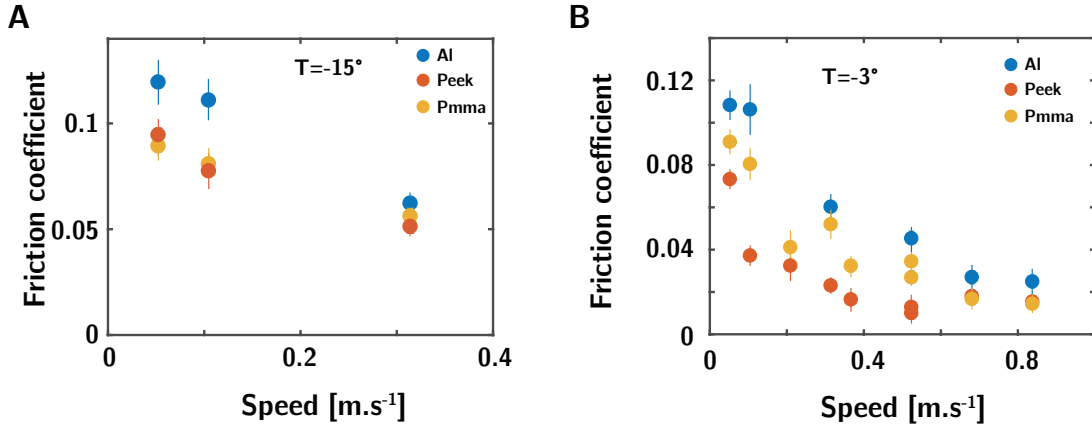 A
T=-15°
Al
Peek
Pmma
Friction coefficient
0.1
0.05
0
0
0.2
0.4
Speed [m.s⁻¹]
B
T=-3°
Al
Peek
Pmma
Friction coefficient
0.12
0.08
0.04
0
0
0.4
0.8
Speed [m.s⁻¹]